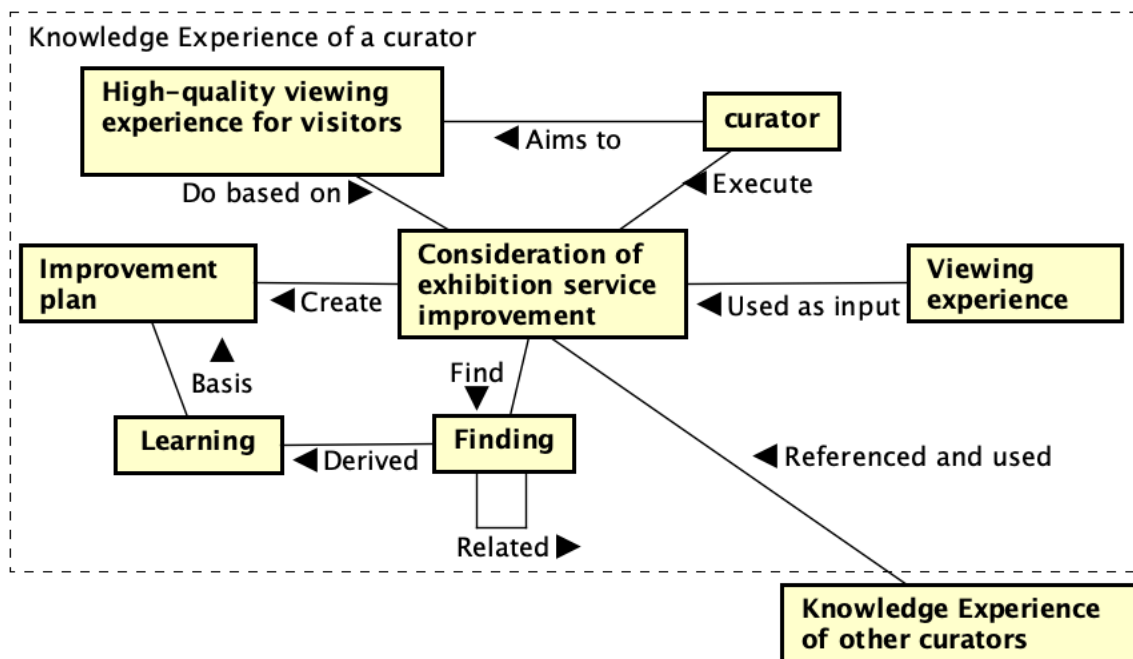 Knowledge Experience of a curator
High-quality viewing
experience for visitors
curator
◀ Aims to
Do based on ▶
◀ Execute
Improvement
plan
Consideration of
exhibition service
improvement
Viewing
experience
◀ Create
◀ Used as input
▲
Basis
Find
▼
Learning
Finding
◀ Derived
◀ Referenced and used
Related ▶
Knowledge Experience
of other curators